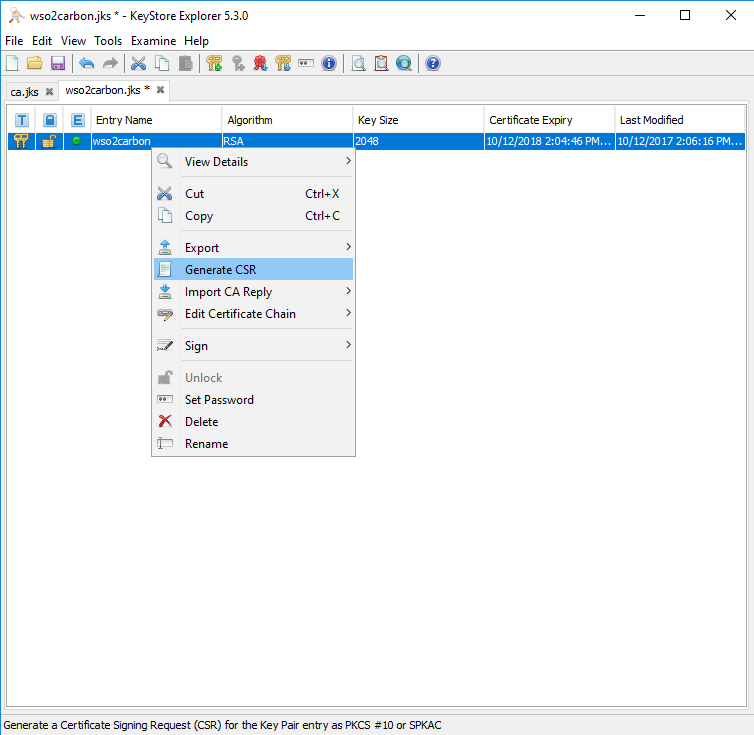 wso2carbon.jks * - KeyStore Explorer 5.3.0
File Edit View Tools Examine Help
ca.jks wso2carbon.jks *
T E Entry Name Algorithm Key Size Certificate Expiry Last Modified
wso2carbon RSA 2048 10/12/2018 2:04:46 PM... 10/12/2017 2:06:16 PM...
View Details
Cut Ctrl+X
Copy Ctrl+C
Export
Generate CSR
Import CA Reply
Edit Certificate Chain
Sign
Unlock
Set Password
Delete
Rename
Generate a Certificate Signing Request (CSR) for the Key Pair entry as PKCS #10 or SPKAC